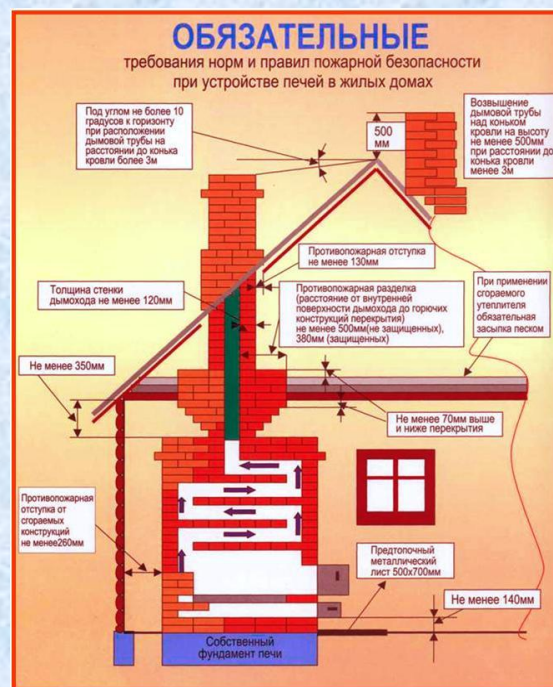 ОБЯЗАТЕЛЬНЫЕ
требования норм и правил пожарной безопасности
при устройстве печей в жилых домах
Под углом не более 10
градусов к горизонту
при расположении
дымовой трубы на
расстоянии до конька
кровли более 3м
500
мм
Возвышение
дымовой трубы
над коньком
кровли на высоту
не менее 500мм
при расстоянии до
конька кровли
менее 3м
Противопожарная отступка
не менее 130мм
Толщина стенки
дымохода не менее 120мм
Противопожарная разделка
(расстояние от внутренней
поверхности дымохода до горючих
конструкций перекрытия)
не менее 500мм(не защищенных),
380мм (защищенных)
При применении
сгораемого
утеплителя
обязательная
засыпка песком
Не менее 350мм
Не менее 70мм выше
и ниже перекрытия
Противопожарная
отступка от
сгораемых
конструкций
не менее260мм
Предтопочный
металлический
лист 500х700мм
Не менее 140мм
Собственный
фундамент печи